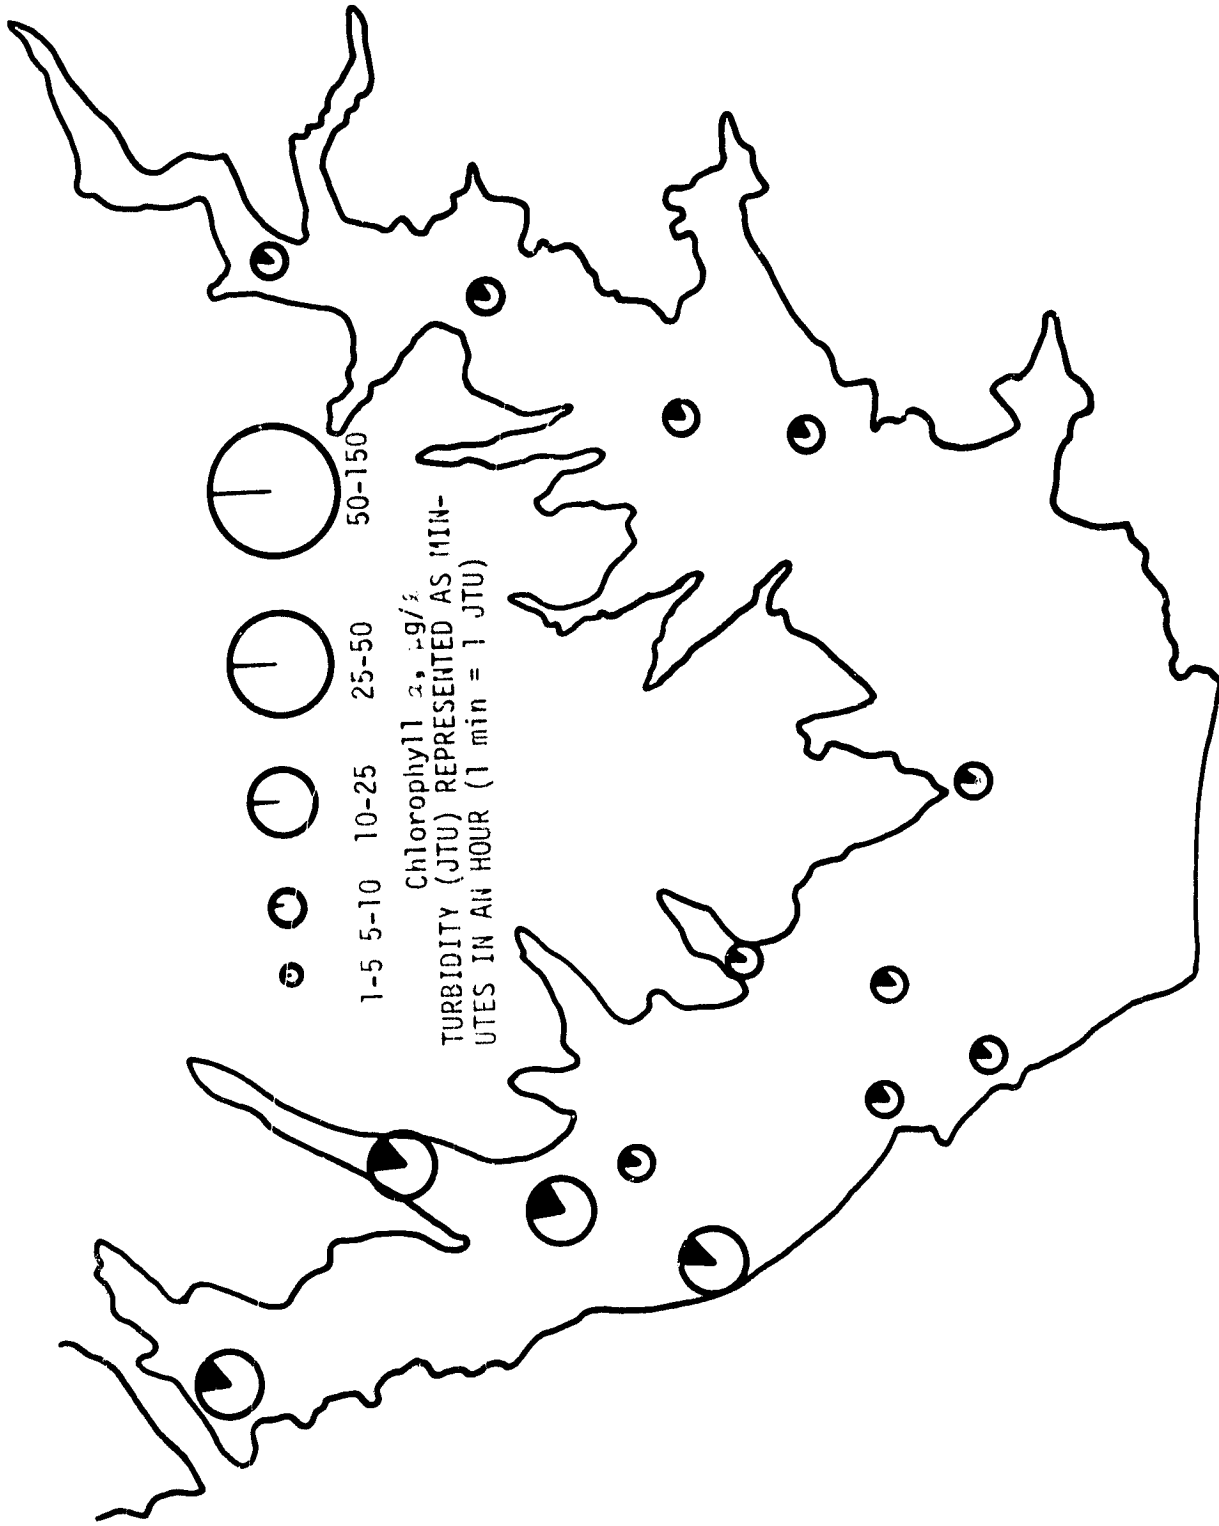 1-5 5-10 10-25 25-50 50-150
Chlorophyll a, µg/ℓ
TURBIDITY (JTU) REPRESENTED AS MIN-
UTES IN AN HOUR (1 min = 1 JTU)